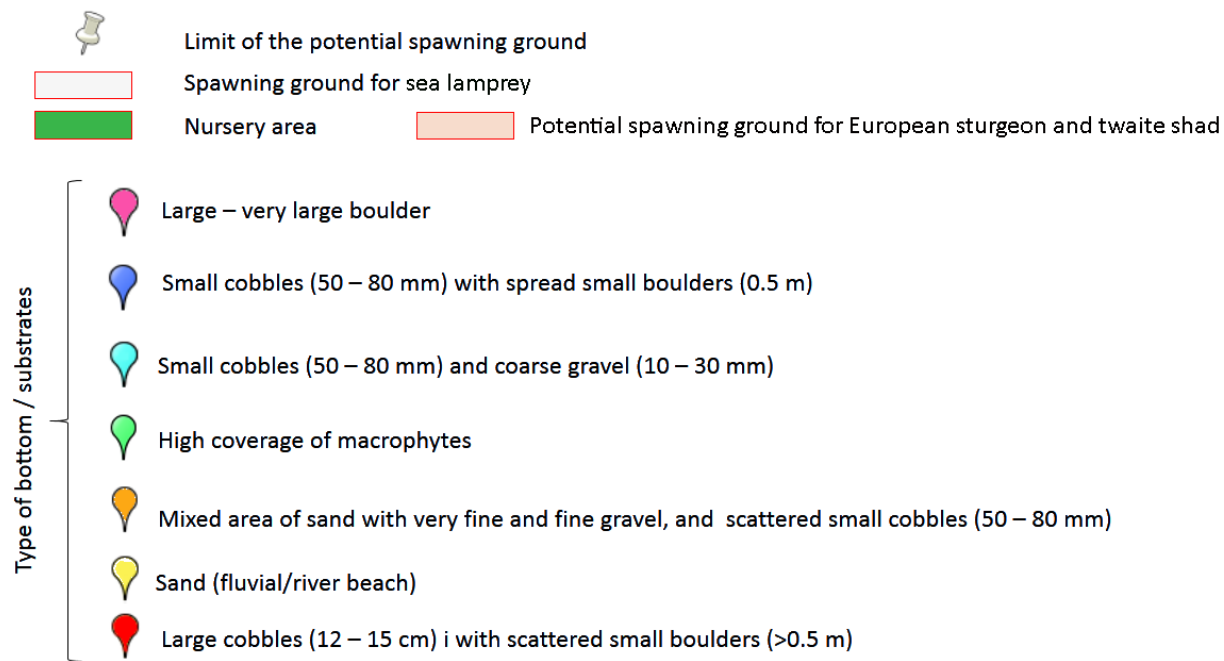 Limit of the potential spawning ground
Spawning ground for sea lamprey
Nursery area
Potential spawning ground for European sturgeon and twaite shad
Type of bottom / substrates
Large – very large boulder
Small cobbles (50 – 80 mm) with spread small boulders (0.5 m)
Small cobbles (50 – 80 mm) and coarse gravel (10 – 30 mm)
High coverage of macrophytes
Mixed area of sand with very fine and fine gravel, and scattered small cobbles (50 – 80 mm)
Sand (fluvial/river beach)
Large cobbles (12 – 15 cm) i with scattered small boulders (>0.5 m)